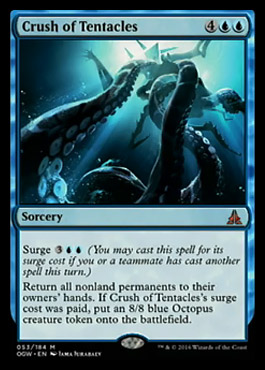 Crush of Tentacles 4
Sorcery
Surge 3 (You may cast this spell for its
surge cost if you or a teammate has cast another
spell this turn.)
Return all nonland permanents to their
owners' hands. If Crush of Tentacles's surge
cost was paid, put an 8/8 blue Octopus
creature token onto the battlefield.
053/184 M
OGW • EN Jama Jurabaev
™ & © 2016 Wizards of the Coast